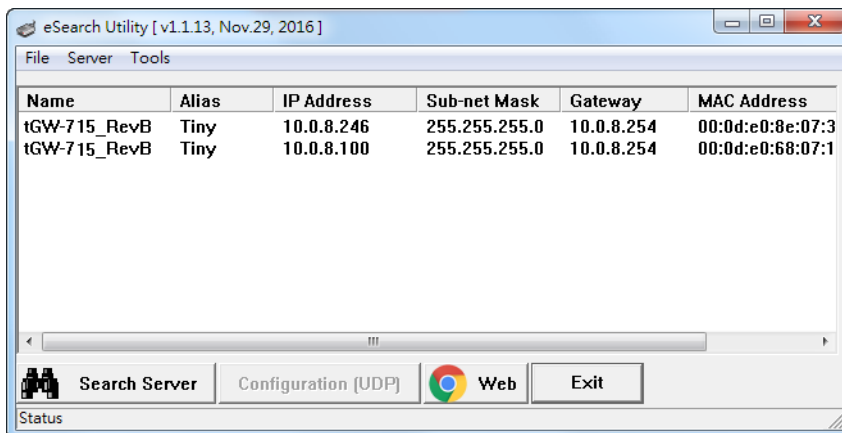 eSearch Utility [ v1.1.13, Nov.29, 2016 ]
File Server Tools
Name Alias IP Address Sub-net Mask Gateway MAC Address
tGW-715_RevB Tiny 10.0.8.246 255.255.255.0 10.0.8.254 00:0d:e0:8e:07:3
tGW-715_RevB Tiny 10.0.8.100 255.255.255.0 10.0.8.254 00:0d:e0:68:07:1
Search Server Configuration (UDP) Web Exit
Status